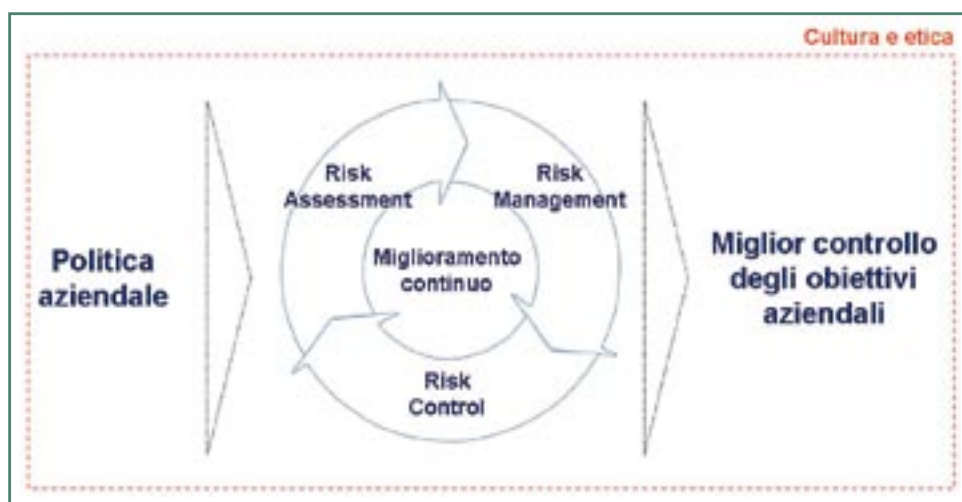 Cultura e etica
Politica
aziendale
Risk
Assessment
Risk
Management
Miglioramento
continuo
Risk
Control
Miglior controllo
degli obiettivi
aziendali